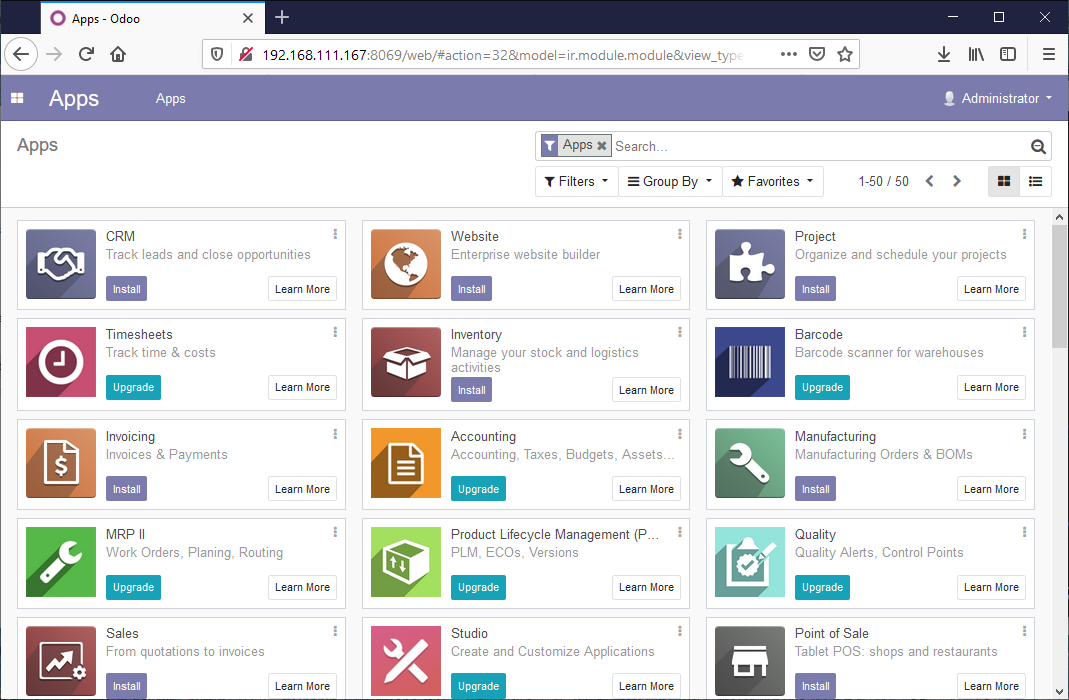 Apps - Odoo
192.168.111.167:8069/web/#action=32&model=ir.module.module&view_type
Apps
Apps
Administrator
Apps
Apps
Search...
Filters
Group By
Favorites
1-50 / 50
CRM
Track leads and close opportunities
Install
Learn More
Website
Enterprise website builder
Install
Learn More
Project
Organize and schedule your projects
Install
Learn More
Timesheets
Track time & costs
Upgrade
Learn More
Inventory
Manage your stock and logistics
activities
Install
Learn More
Barcode
Barcode scanner for warehouses
Upgrade
Learn More
Invoicing
Invoices & Payments
Install
Learn More
Accounting
Accounting, Taxes, Budgets, Assets...
Upgrade
Learn More
Manufacturing
Manufacturing Orders & BOMs
Install
Learn More
MRP II
Work Orders, Planing, Routing
Upgrade
Learn More
Product Lifecycle Management (P...
PLM, ECOs, Versions
Upgrade
Learn More
Quality
Quality Alerts, Control Points
Upgrade
Learn More
Sales
From quotations to invoices
Install
Learn More
Studio
Create and Customize Applications
Upgrade
Learn More
Point of Sale
Tablet POS: shops and restaurants
Install
Learn More